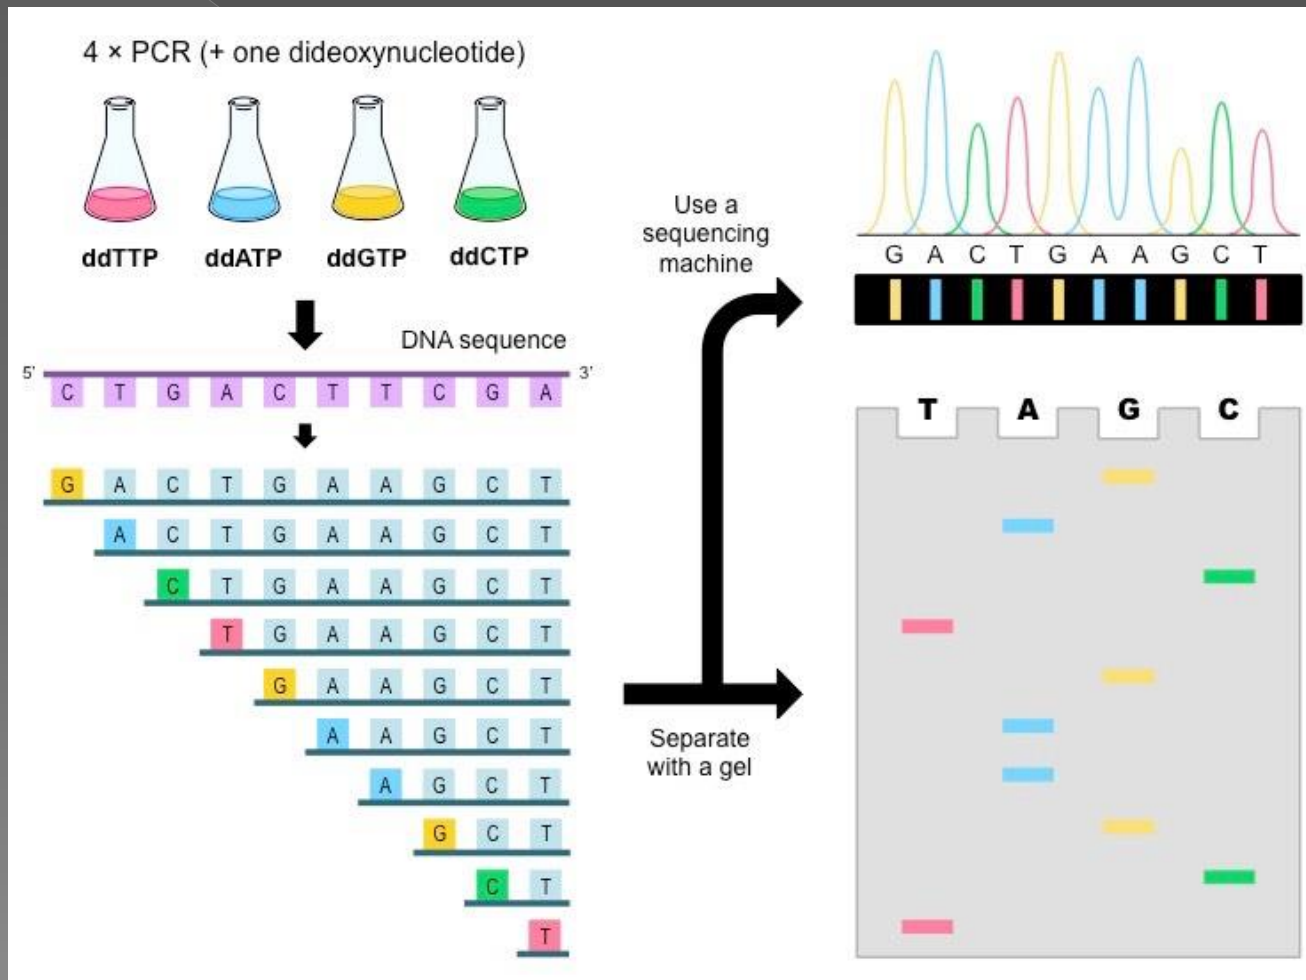 4 × PCR (+ one dideoxynucleotide)
ddTTP ddATP ddGTP ddCTP
DNA sequence
5' 3'
C T G A C T T C G A
G A C T G A A G C T
A C T G A A G C T
C T G A A G C T
T G A A G C T
G A A G C T
A A G C T
A G C T
G C T
C T
T
Use a
sequencing
machine
Separate
with a gel
G A C T G A A G C T
T A G C